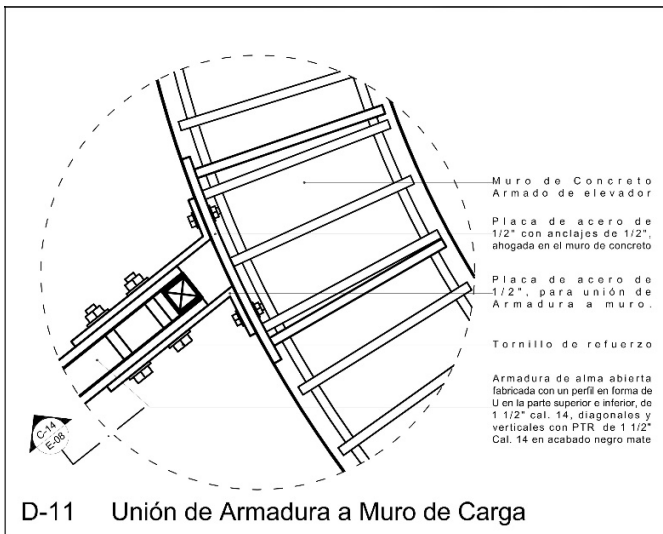 Muro de Concreto
Armado de elevador
Placa de acero de
1/2" con anclajes de 1/2",
ahogada en el muro de concreto
Placa de acero de
1/2", para unión de
Armadura a muro.
Tornillo de refuerzo
Armadura de alma abierta
fabricada con un perfil en forma de
U en la parte superior e inferior, de
1 1/2" cal. 14, diagonales y
verticales con PTR de 1 1/2"
Cal. 14 en acabado negro mate
C-14
E-08
D-11 Unión de Armadura a Muro de Carga